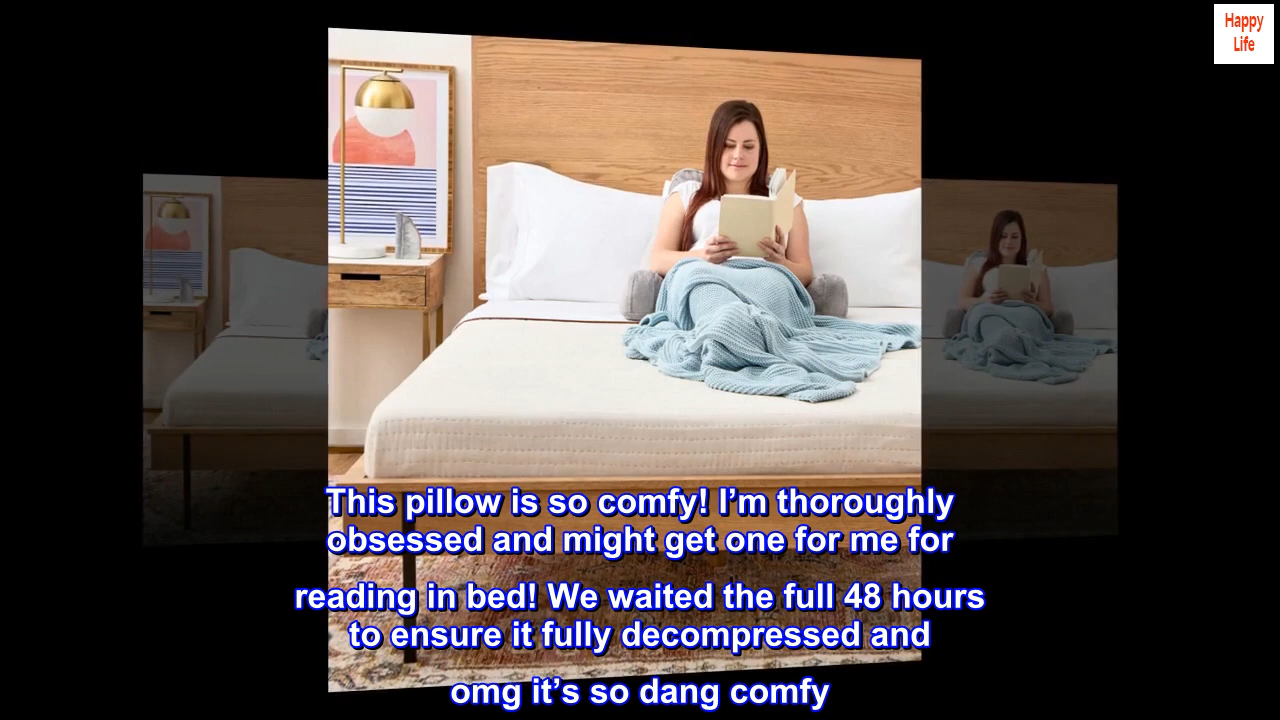 Happy
Life
This pillow is so comfy! I’m thoroughly
obsessed and might get one for me for
reading in bed! We waited the full 48 hours
to ensure it fully decompressed and
omg it’s so dang comfy